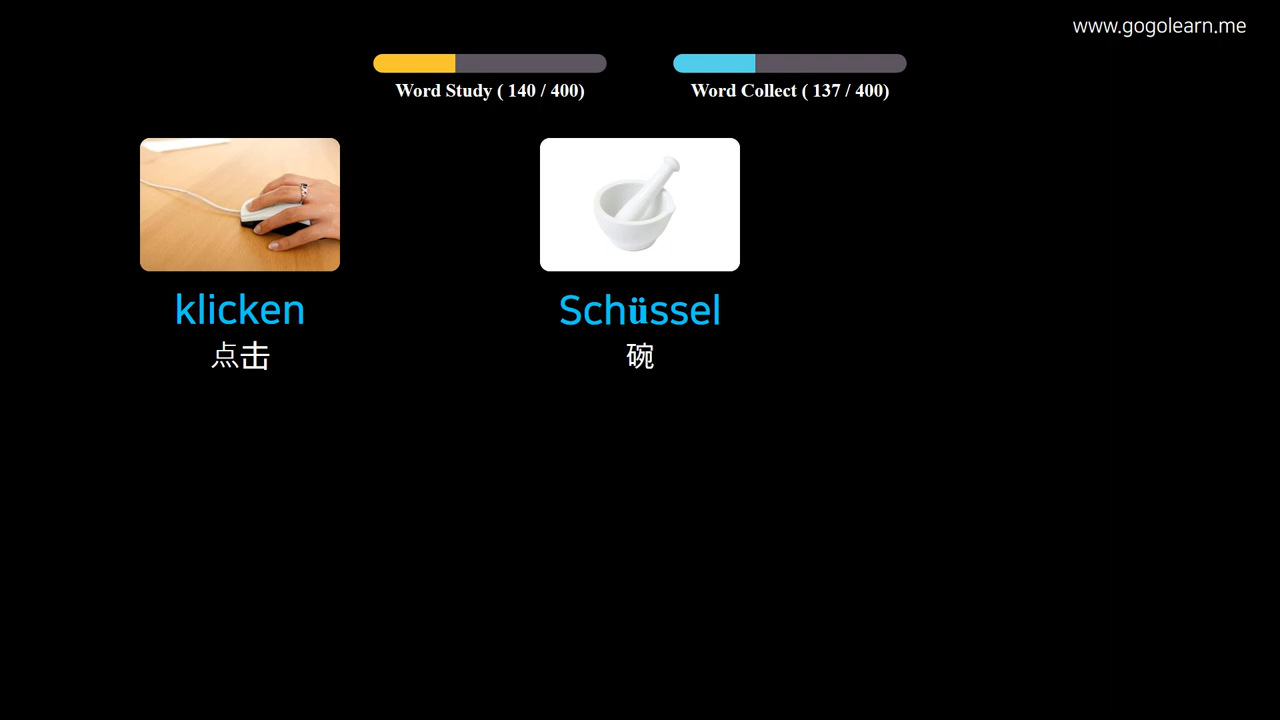 www.gogolearn.me
Word Study ( 140 / 400)
Word Collect ( 137 / 400)
klicken
点击
Schüssel
碗